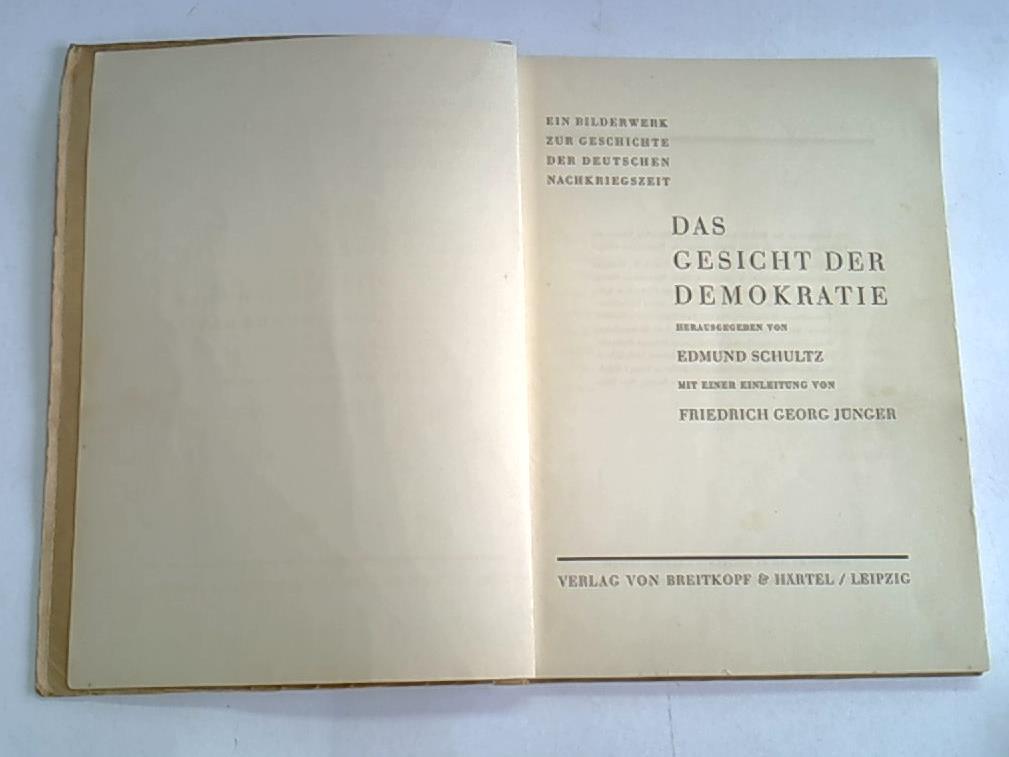 EIN BILDERWERK
ZUR GESCHICHTE
DER DEUTSCHEN
NACHKRIEGSZEIT
DAS
GESICHT DER
DEMOKRATIE
HERAUSGEGEBEN VON
EDMUND SCHULTZ
MIT EINER EINLEITUNG VON
FRIEDRICH GEORG JÜNGER
VERLAG VON BREITKOPF & HÄRTEL / LEIPZIG